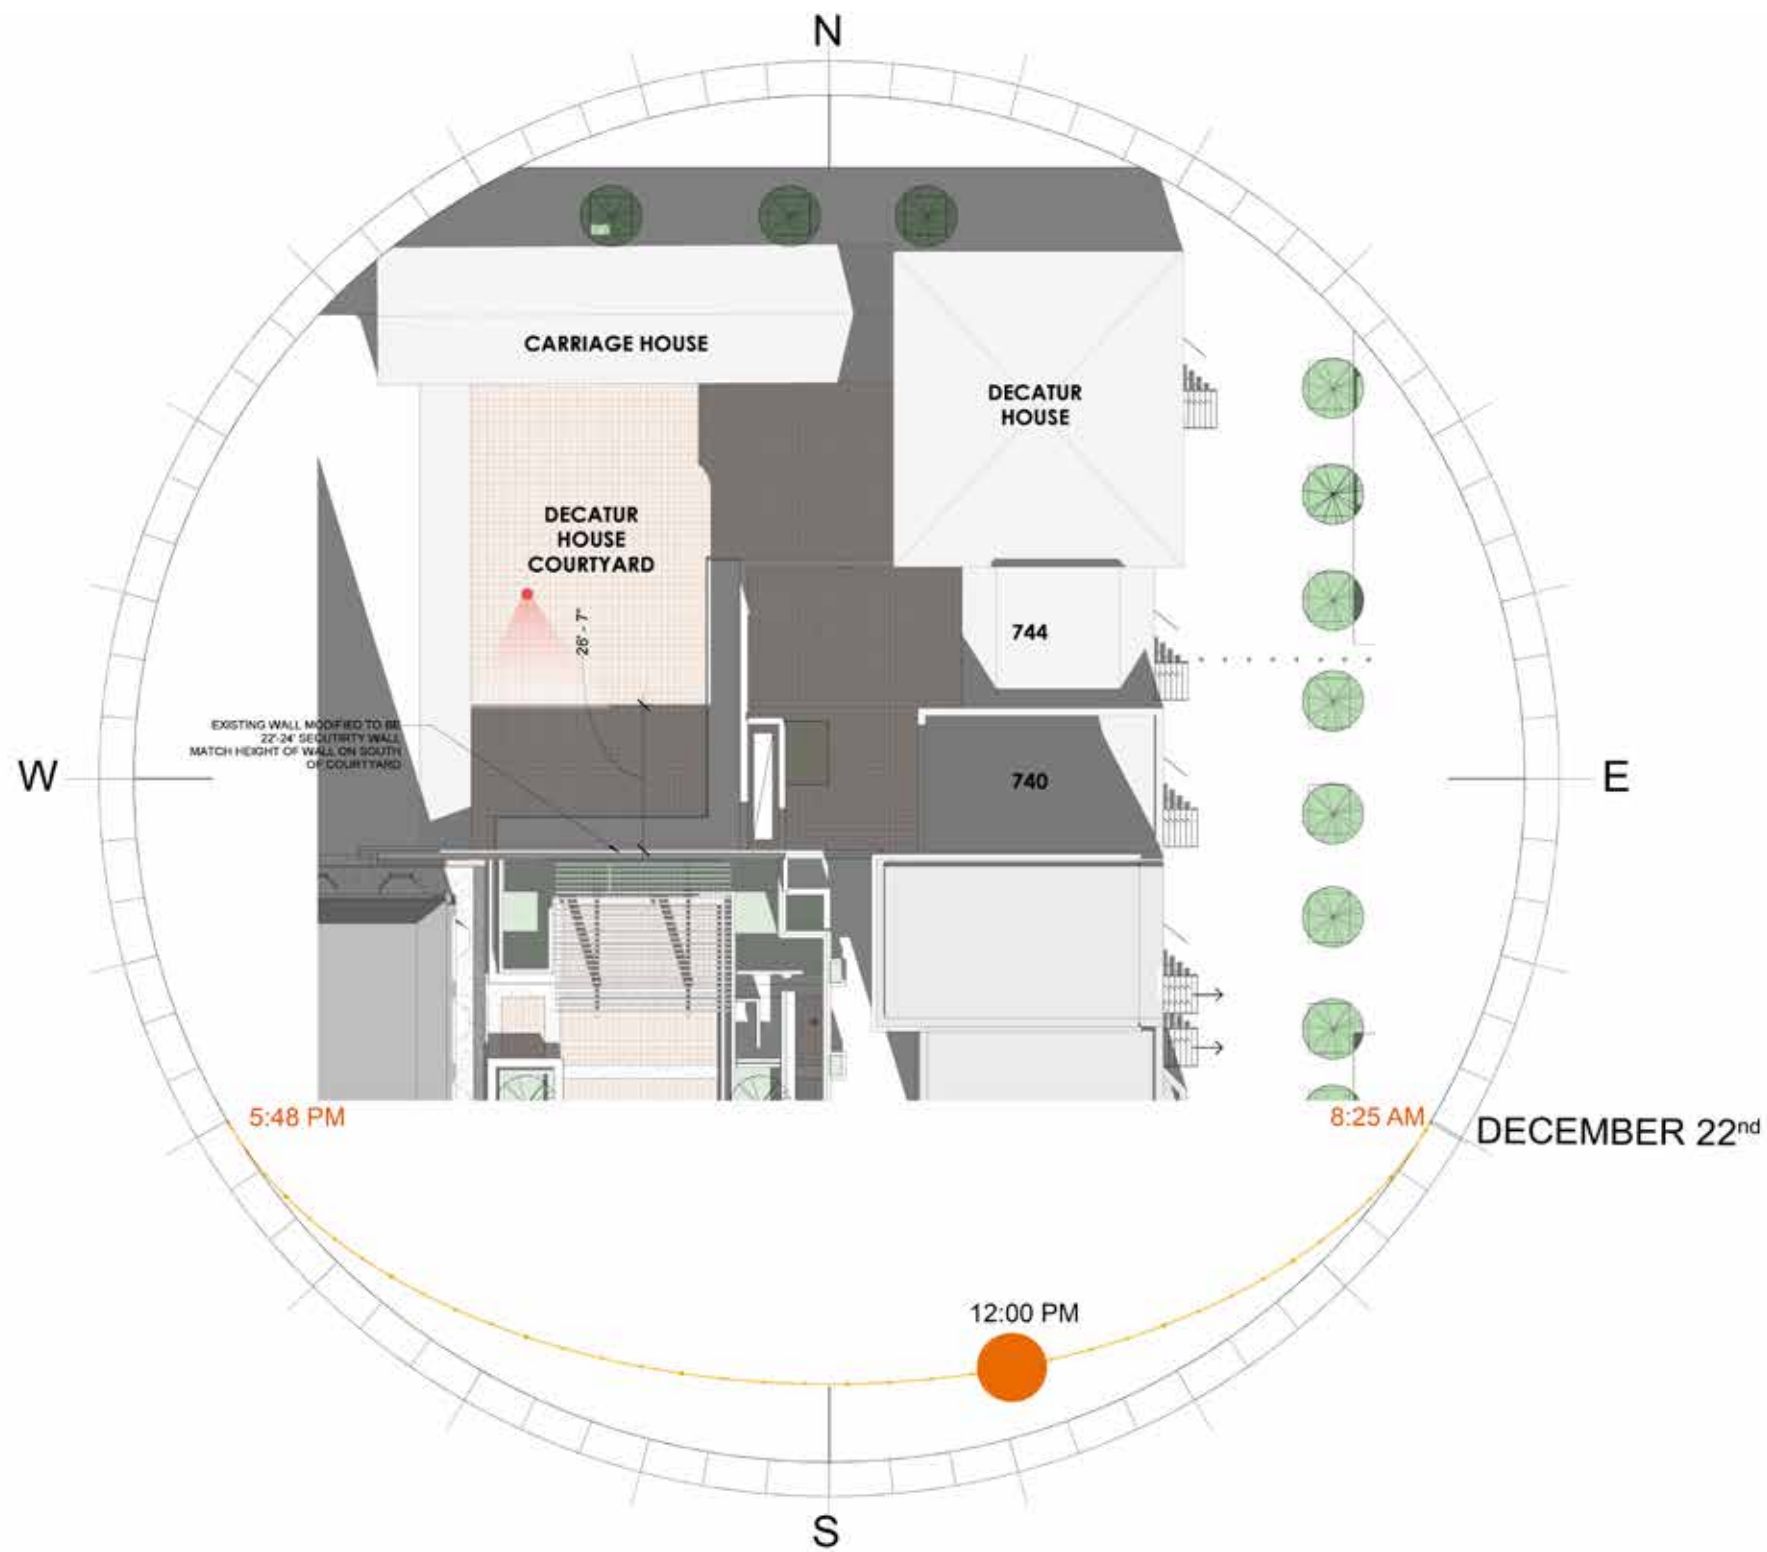 N
CARRIAGE HOUSE
DECATUR
HOUSE
DECATUR
HOUSE
COURTYARD
26' - 7"
744
EXISTING WALL MODIFIED TO BE
22'-24' SECUTIRTY WALL
MATCH HEIGHT OF WALL ON SOUTH
OF COURTYARD
W
740
E
5:48 PM
8:25 AM
DECEMBER 22nd
12:00 PM
S